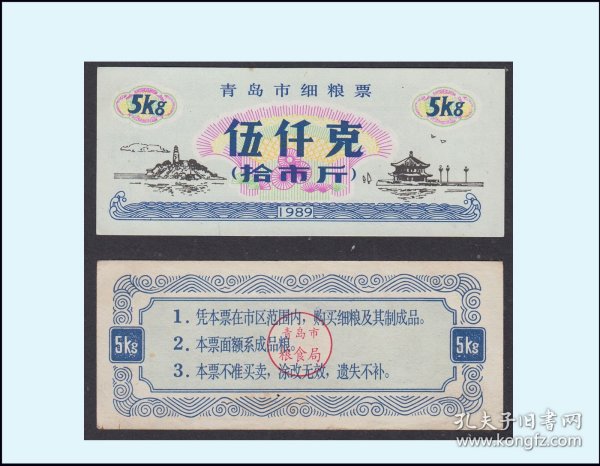 青岛市细粮票
5kg
5kg
伍仟克
(拾市斤)
1989
1. 凭本票在市区范围内，购买细粮及其制成品。
2. 本票面额系成品粮。
3. 本票不准买卖，涂改无效，遗失不补。
5kg
5kg
青岛市
粮食局
孔夫子旧书网
www.kongfz.com